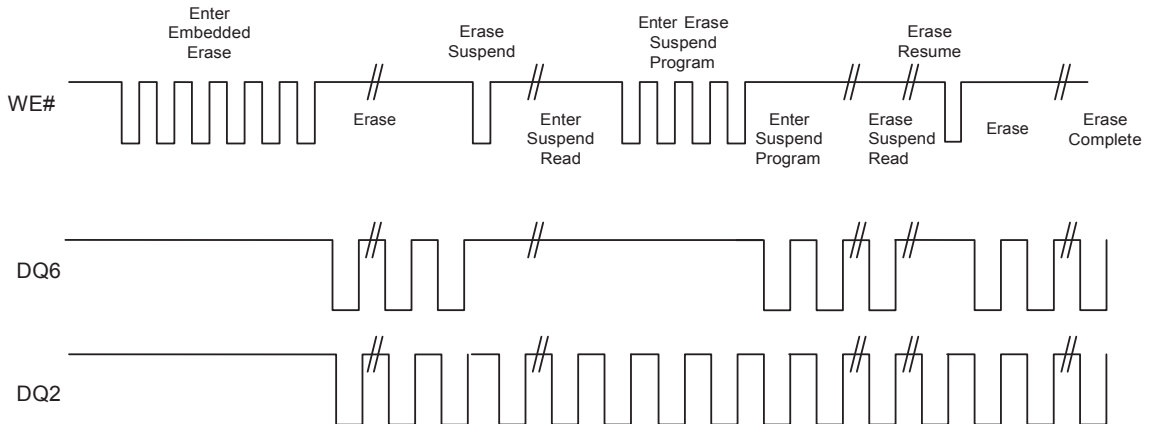 Enter
Embedded
Erase
Erase
Suspend
Enter Erase
Suspend
Program
Erase
Resume
WE#
Erase
Enter
Suspend
Read
Enter
Suspend
Program
Erase
Suspend
Read
Erase
Erase
Complete
DQ6
DQ2